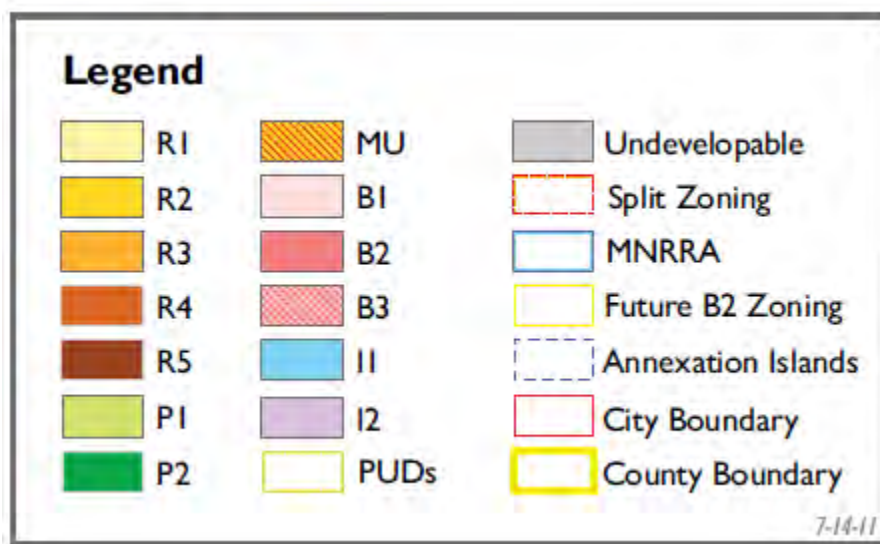 Legend
R1
R2
R3
R4
R5
P1
P2
MU
B1
B2
B3
I1
I2
PUDs
Undevelopable
Split Zoning
MNRRA
Future B2 Zoning
Annexation Islands
City Boundary
County Boundary
7-14-11